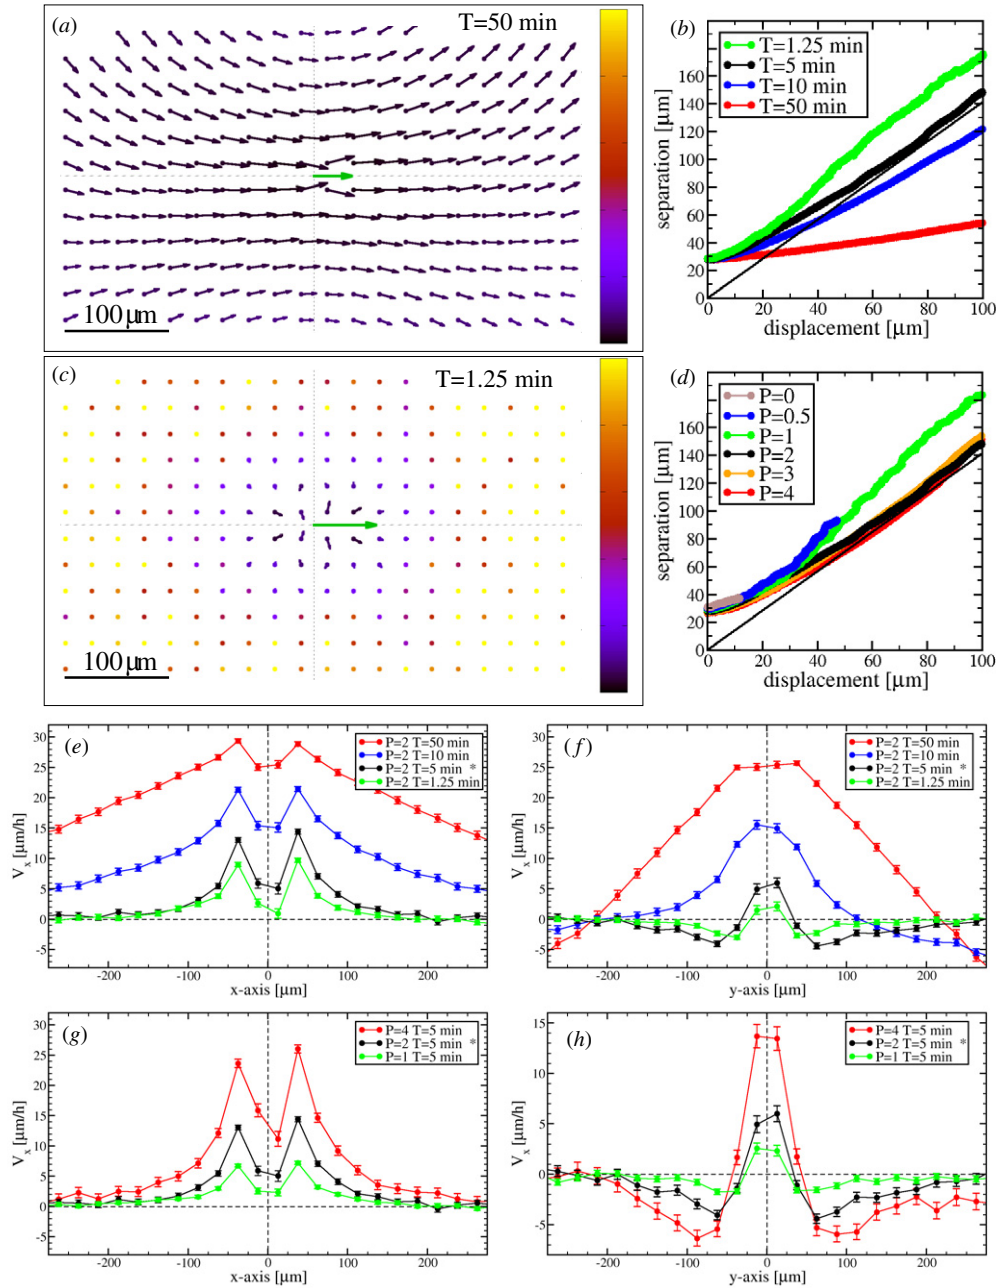 (a)
T=50 min
100 µm
(b)
T=1.25 min
T=5 min
T=10 min
T=50 min
separation [µm]
160
140
120
100
80
60
40
20
0
0 20 40 60 80 100
displacement [µm]
(c)
T=1.25 min
100 µm
(d)
P=0
P=0.5
P=1
P=2
P=3
P=4
separation [µm]
160
140
120
100
80
60
40
20
0
0 20 40 60 80 100
displacement [µm]
(e)
P=2 T=50 min
P=2 T=10 min
P=2 T=5 min *
P=2 T=1.25 min
Vx [µm/h]
30
25
20
15
10
5
0
-5
-200 -100 0 100 200
x-axis [µm]
(f)
P=2 T=50 min
P=2 T=10 min
P=2 T=5 min *
P=2 T=1.25 min
Vx [µm/h]
30
25
20
15
10
5
0
-5
-200 -100 0 100 200
y-axis [µm]
(g)
P=4 T=5 min
P=2 T=5 min *
P=1 T=5 min
Vx [µm/h]
30
25
20
15
10
5
0
-5
-200 -100 0 100 200
x-axis [µm]
(h)
P=4 T=5 min
P=2 T=5 min *
P=1 T=5 min
Vx [µm/h]
15
10
5
0
-5
-200 -100 0 100 200
y-axis [µm]